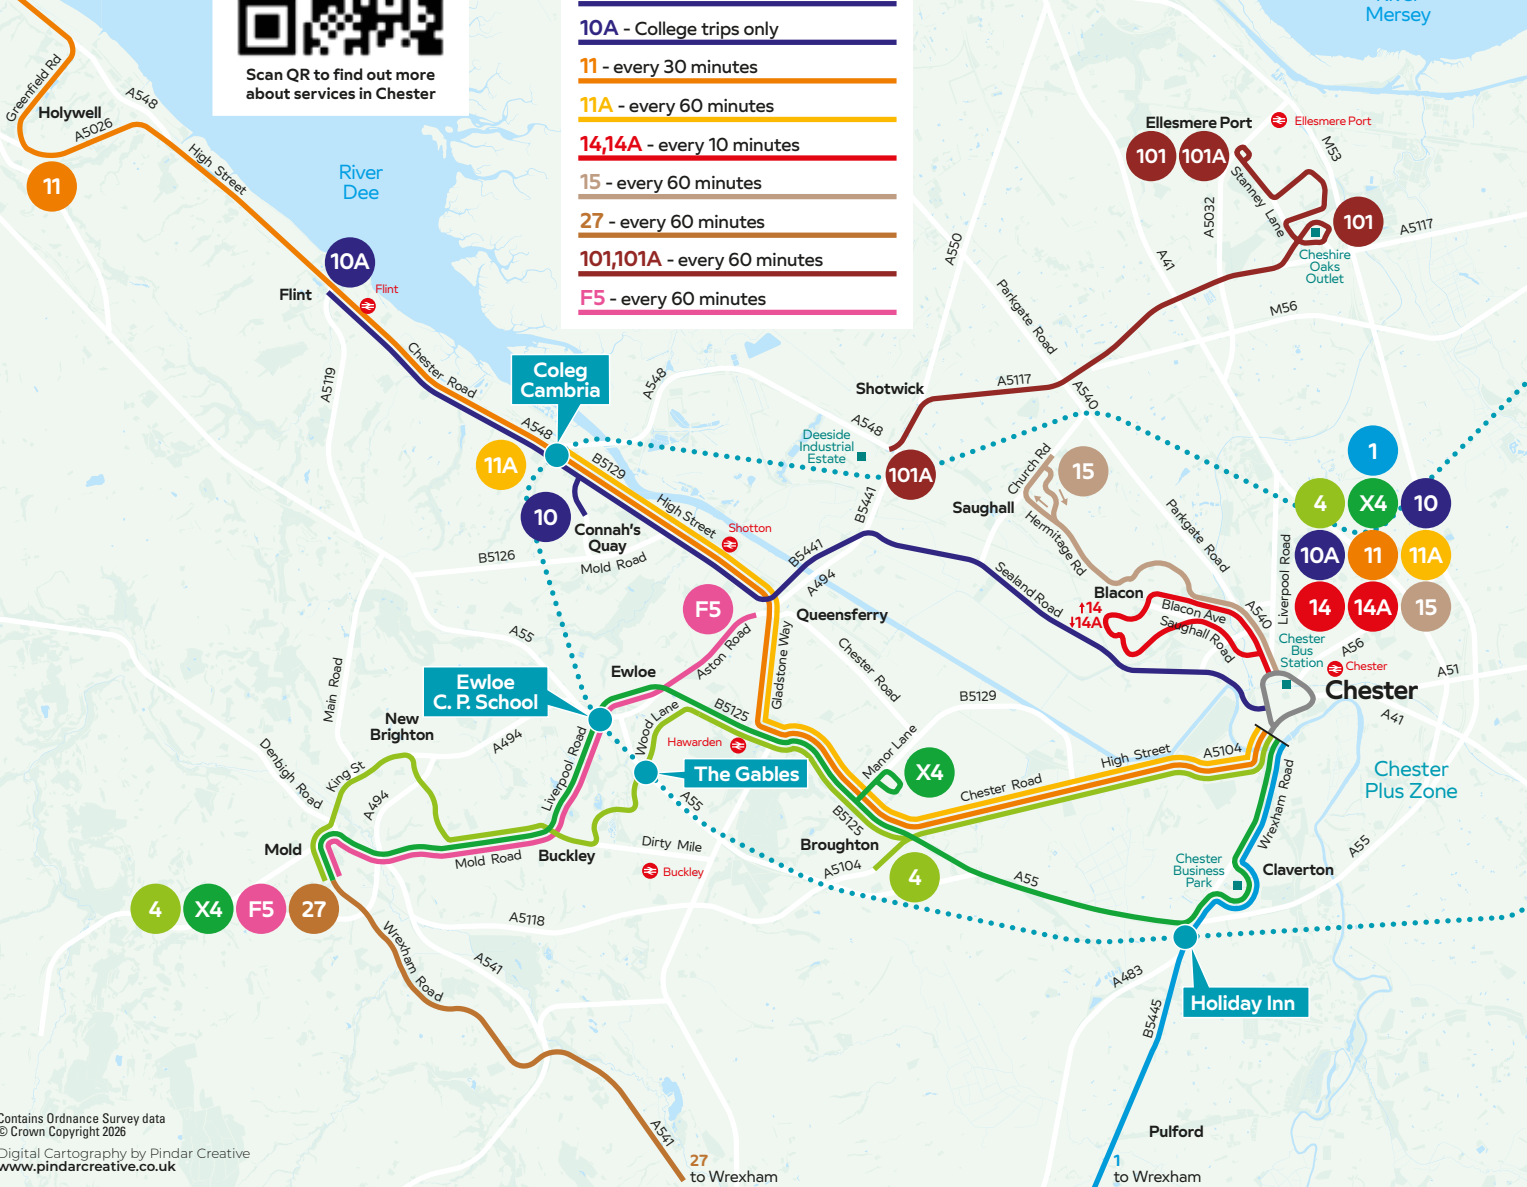 River
Mersey
10A - College trips only
11 - every 30 minutes
11A - every 60 minutes
14,14A - every 10 minutes
15 - every 60 minutes
27 - every 60 minutes
101,101A - every 60 minutes
F5 - every 60 minutes
Scan QR to find out more
about services in Chester
Greenfield Rd
Holywell
A548
A5026
High Street
11
River
Dee
Ellesmere Port
Ellesmere Port
101
101A
M53
Stanney Lane
A5032
101
A5117
A41
A550
Cheshire
Oaks
Outlet
M56
Parkgate Road
10A
Flint
Flint
A5119
Chester Road
Coleg
Cambria
A548
A548
Shotwick
A5117
A540
A548
Deeside
Industrial
Estate
101A
11A
B5129
10
Connah's
Quay
High Street
Shotton
B5126
Mold Road
B5441
B5441
A494
Church Rd
15
Saughall
Hermitage Rd
Parkgate Road
1
4
X4
10
10A
11
11A
14
14A
15
Liverpool Road
Sealand Road
Blacon
↑14
↓14A
Blacon Ave
Saughall Road
A540
Chester
Bus
Station
A56
Chester
A51
Chester
A41
F5
Queensferry
A55
Aston Road
Gladstone Way
Chester Road
Ewloe
Ewloe
C. P. School
Main Road
New
Brighton
A494
Wood Lane
B5125
B5129
Hawarden
The Gables
Manor Lane
X4
High Street
A5104
Chester Road
Wrexham Road
Chester
Plus Zone
Denbigh Road
King St
A494
Liverpool Road
A55
B5125
Mold
Mold Road
Buckley
Dirty Mile
Buckley
Broughton
A5104
4
A55
Chester
Business
Park
Claverton
A55
4
X4
F5
27
A5118
Wrexham Road
A541
A483
Holiday Inn
B5445
Pulford
A541
27
to Wrexham
1
to Wrexham
Contains Ordnance Survey data
© Crown Copyright 2026
Digital Cartography by Pindar Creative
www.pindarcreative.co.uk